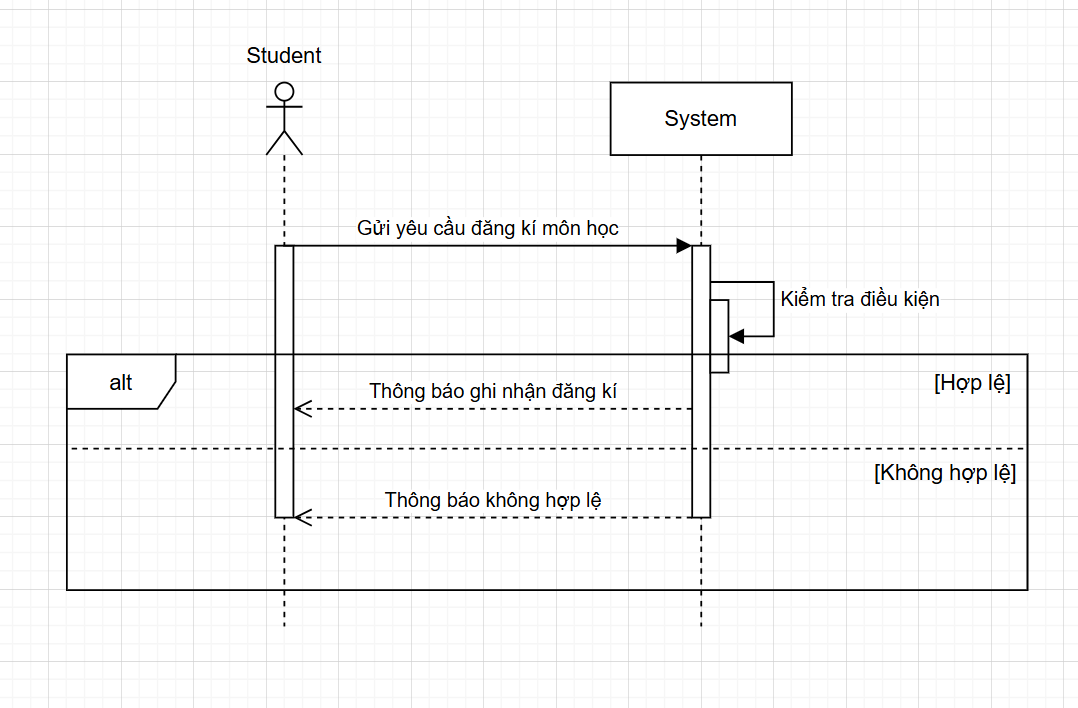 Student
System
Gửi yêu cầu đăng kí môn học
Kiểm tra điều kiện
alt
[Hợp lệ]
Thông báo ghi nhận đăng kí
[Không hợp lệ]
Thông báo không hợp lệ